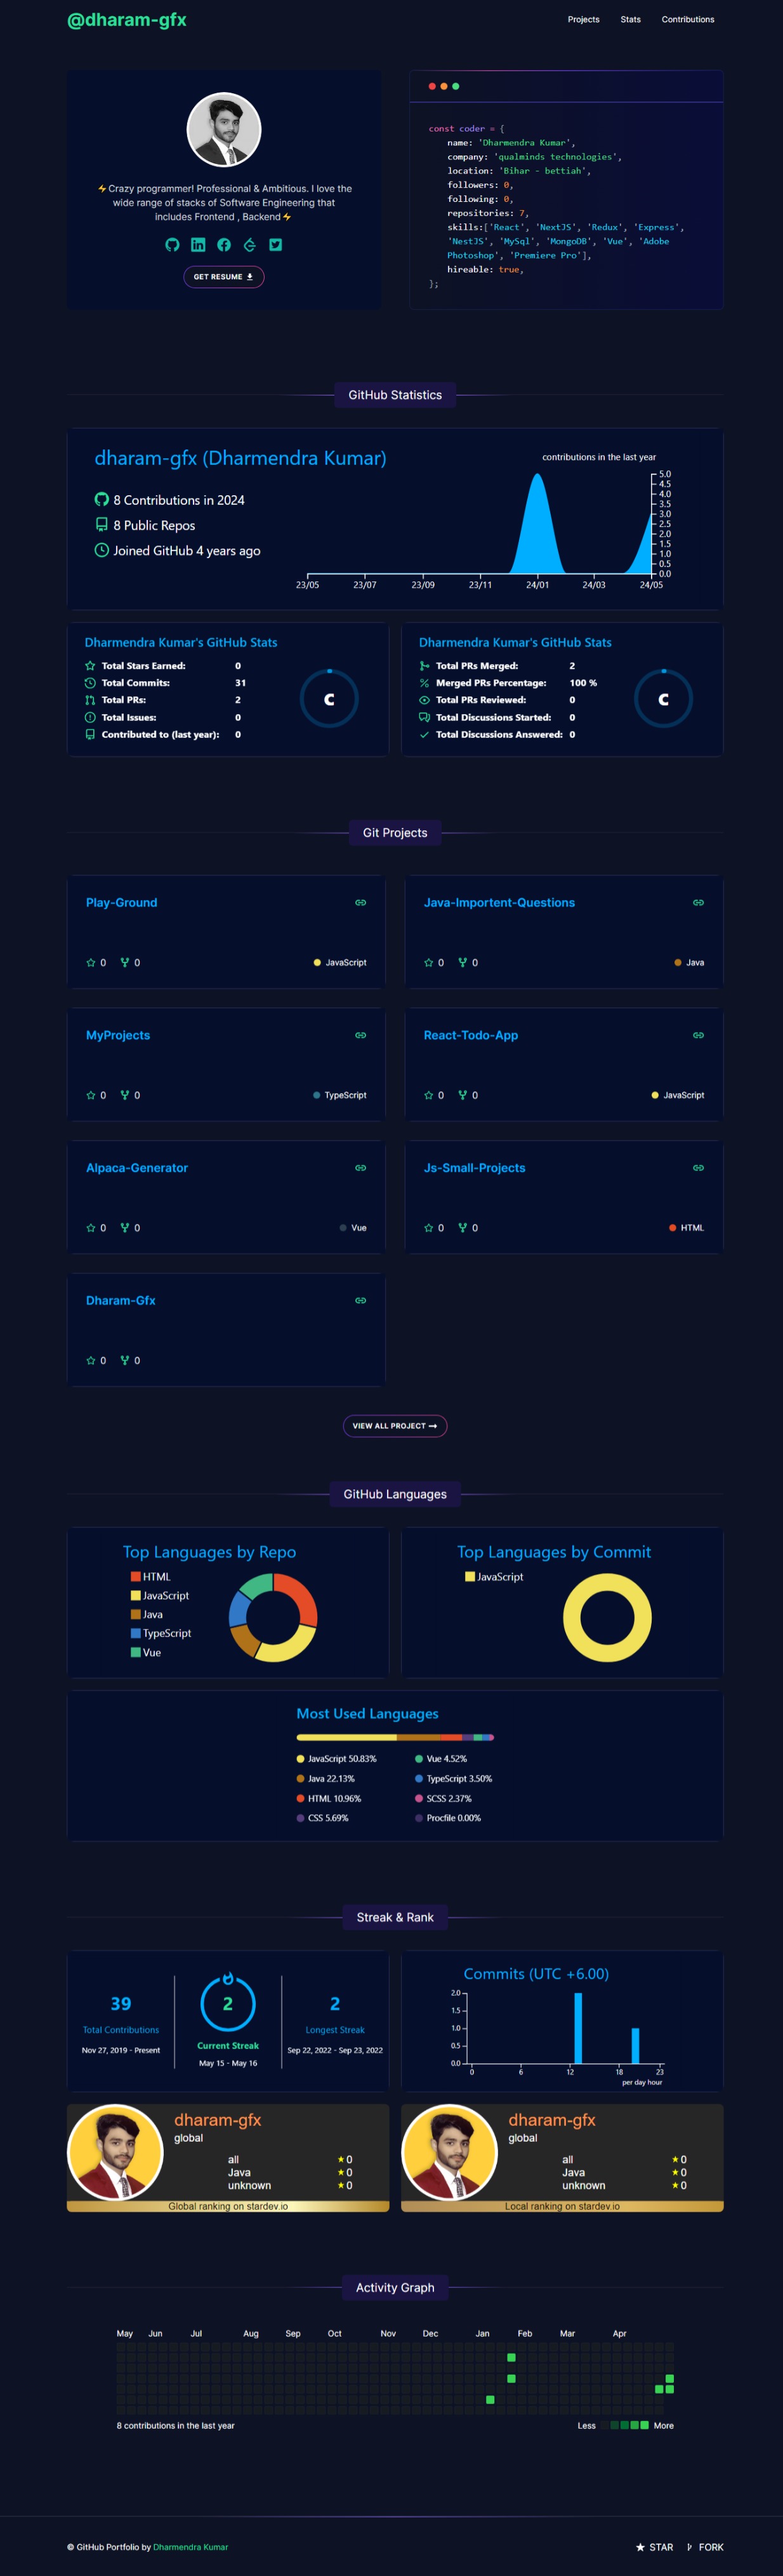 @dharam-gfx
Projects Stats Contributions
⚡Crazy programmer! Professional & Ambitious. I love the
wide range of stacks of Software Engineering that
includes Frontend , Backend⚡
GET RESUME
const coder = {
name: 'Dharmendra Kumar',
company: 'qualminds technologies',
location: 'Bihar - bettiah',
followers: 0,
following: 0,
repositories: 7,
skills:['React', 'NextJS', 'Redux', 'Express',
'NestJS', 'MySql', 'MongoDB', 'Vue', 'Adobe
Photoshop', 'Premiere Pro'],
hireable: true,
};
GitHub Statistics
dharam-gfx (Dharmendra Kumar)
8 Contributions in 2024
8 Public Repos
Joined GitHub 4 years ago
contributions in the last year
5.0
4.5
4.0
3.5
3.0
2.5
2.0
1.5
1.0
0.5
0.0
23/05 23/07 23/09 23/11 24/01 24/03 24/05
Dharmendra Kumar's GitHub Stats
Total Stars Earned: 0
Total Commits: 31
Total PRs: 2
Total Issues: 0
Contributed to (last year): 0
C
Dharmendra Kumar's GitHub Stats
Total PRs Merged: 2
Merged PRs Percentage: 100 %
Total PRs Reviewed: 0
Total Discussions Started: 0
Total Discussions Answered: 0
C
Git Projects
Play-Ground
0 0 JavaScript
Java-Importent-Questions
0 0 Java
MyProjects
0 0 TypeScript
React-Todo-App
0 0 JavaScript
Alpaca-Generator
0 0 Vue
Js-Small-Projects
0 0 HTML
Dharam-Gfx
0 0
VIEW ALL PROJECT
GitHub Languages
Top Languages by Repo
HTML
JavaScript
Java
TypeScript
Vue
Top Languages by Commit
JavaScript
Most Used Languages
JavaScript 50.83% Vue 4.52%
Java 22.13% TypeScript 3.50%
HTML 10.96% SCSS 2.37%
CSS 5.69% Procfile 0.00%
Streak & Rank
39
Total Contributions
Nov 27, 2019 - Present
2
Current Streak
May 15 - May 16
2
Longest Streak
Sep 22, 2022 - Sep 23, 2022
Commits (UTC +6.00)
2.0
1.5
1.0
0.5
0.0
0 6 12 18 23
per day hour
dharam-gfx
global
all ★0
Java ★0
unknown ★0
Global ranking on stardev.io
dharam-gfx
global
all ★0
Java ★0
unknown ★0
Local ranking on stardev.io
Activity Graph
May Jun Jul Aug Sep Oct Nov Dec Jan Feb Mar Apr
8 contributions in the last year
Less More
© GitHub Portfolio by Dharmendra Kumar
STAR FORK